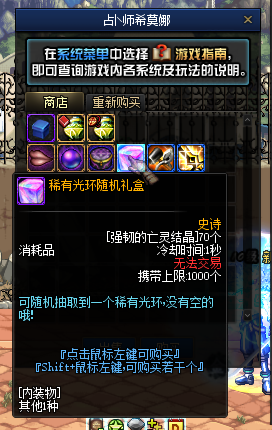 占卜师希莫娜
在系统菜单中选择 游戏指南,
即可查询游戏内各系统及玩法的说明。
商店 重新购买
稀有光环随机礼盒
史诗
[强韧的亡灵结晶]70个
消耗品 冷却时间1秒
无法交易
携带上限1000个
可随机抽取到一个稀有光环,没有空的
哦!
『点击鼠标左键可购买』
『Shift+鼠标左键,可购买若干个』
[内装物]
其他1种